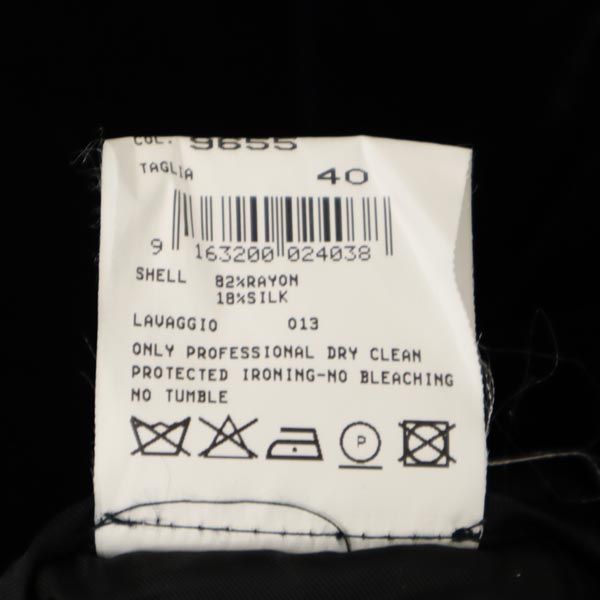 COL. 9655
TAGLIA 40
9 163200 024038
SHELL 82%RAYON
18%SILK
LAVAGGIO 013
ONLY PROFESSIONAL DRY CLEAN
PROTECTED IRONING-NO BLEACHING
NO TUMBLE
P